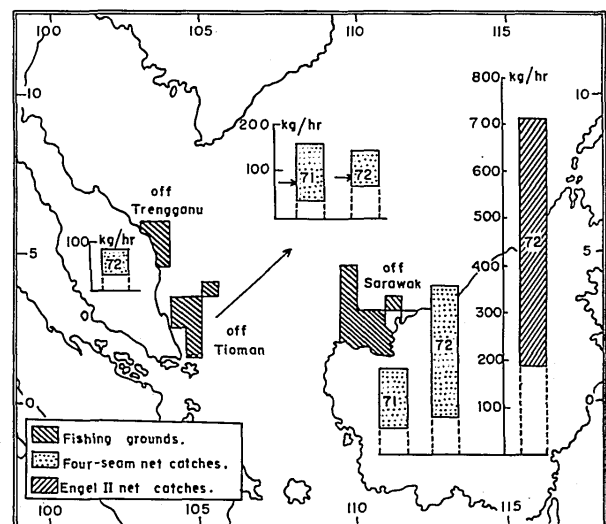 100 105 110 115
800 kg/hr
10 10
700
200 kg/hr
600
100 71 72
off
Trengganu
500 72
100 kg/hr
5 off 5
Sarawak
72 400
off
Tioman
300
72
200
0 71 0
100
Fishing grounds.
Four-seam net catches.
Engel II net catches.
100 105 110 115